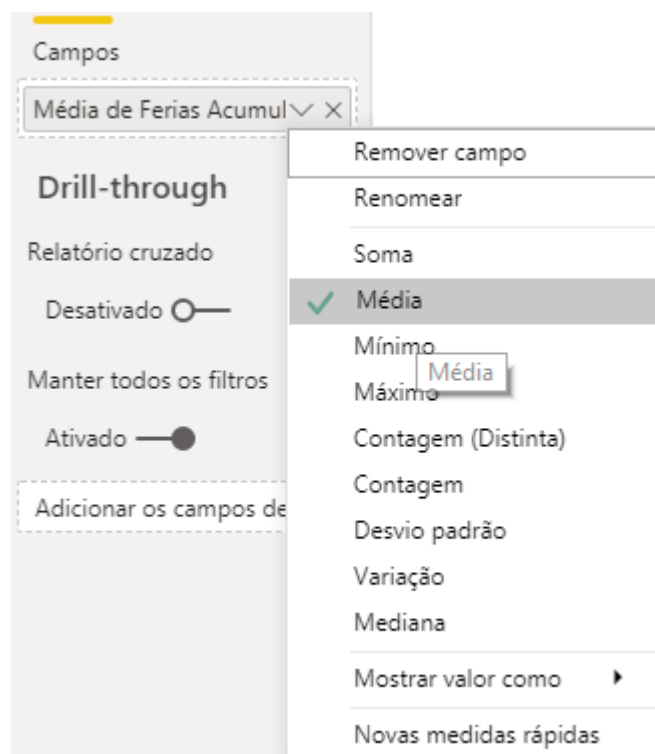 Campos
Média de Ferias Acumul
Remover campo
Drill-through
Renomear
Relatório cruzado
Soma
Desativado
Média
Mínimo
Média
Manter todos os filtros
Máximo
Ativado
Contagem (Distinta)
Contagem
Adicionar os campos de
Desvio padrão
Variação
Mediana
Mostrar valor como
Novas medidas rápidas